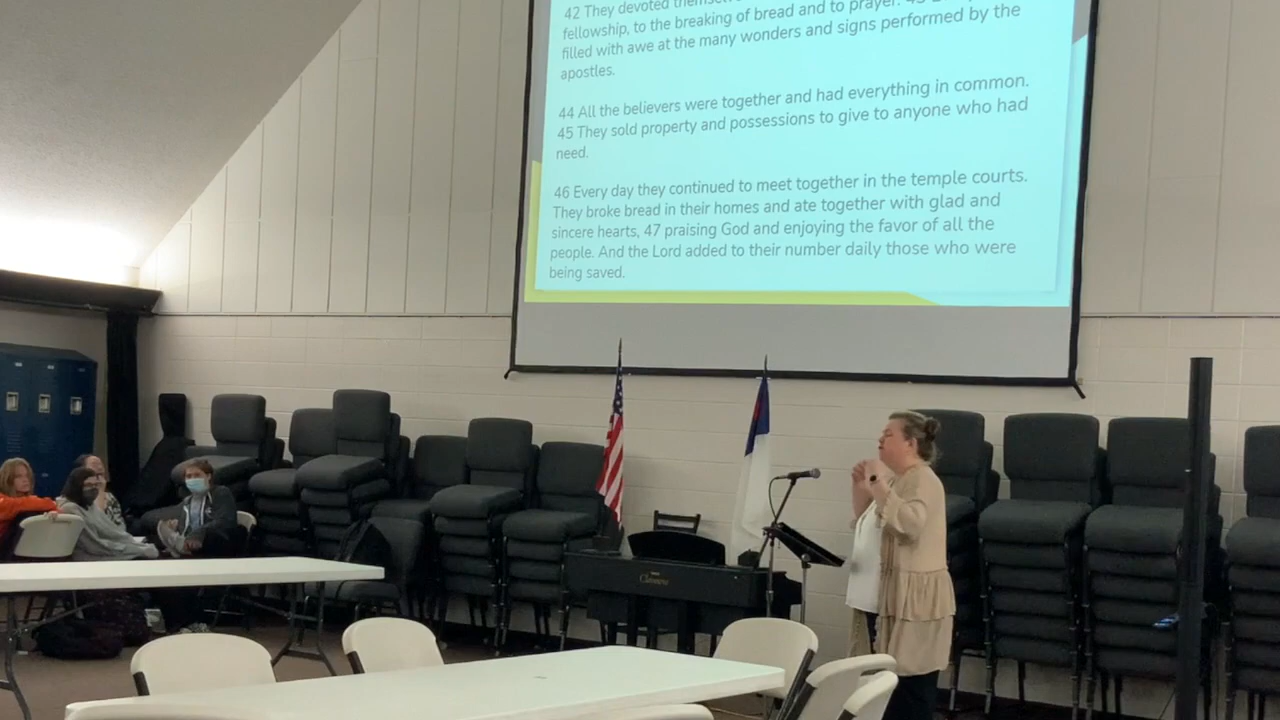 42 They devoted
fellowship, to the breaking of bread and to prayer. 43
filled with awe at the many wonders and signs performed by the
apostles.
44 All the believers were together and had everything in common.
45 They sold property and possessions to give to anyone who had
need.
46 Every day they continued to meet together in the temple courts.
They broke bread in their homes and ate together with glad and
sincere hearts, 47 praising God and enjoying the favor of all the
people. And the Lord added to their number daily those who were
being saved.